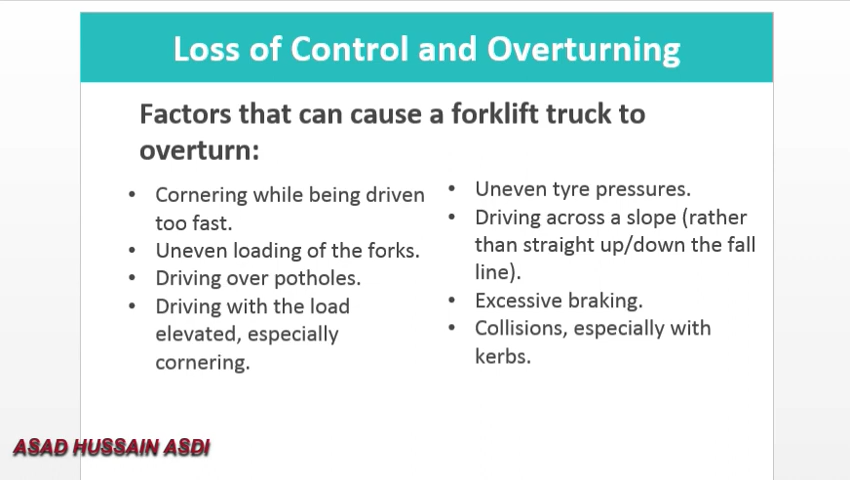 Loss of Control and Overturning
Factors that can cause a forklift truck to
overturn:
• Cornering while being driven
too fast.
• Uneven loading of the forks.
• Driving over potholes.
• Driving with the load
elevated, especially
cornering.
• Uneven tyre pressures.
• Driving across a slope (rather
than straight up/down the fall
line).
• Excessive braking.
• Collisions, especially with
kerbs.
ASAD HUSSAIN ASDI